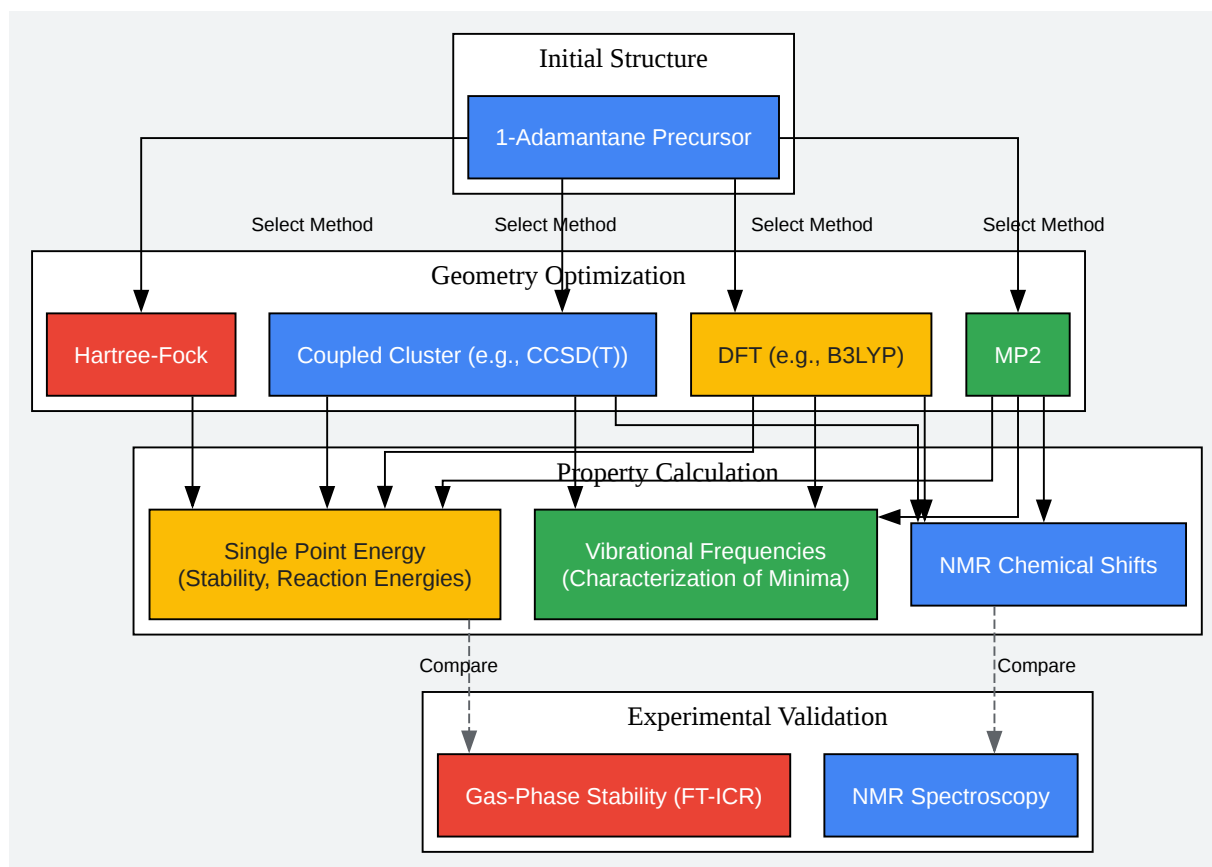 Initial Structure
1-Adamantane Precursor
Select Method
Select Method
Select Method
Select Method
Geometry Optimization
Hartree-Fock
Coupled Cluster (e.g., CCSD(T))
DFT (e.g., B3LYP)
MP2
Property Calculation
Single Point Energy
(Stability, Reaction Energies)
Vibrational Frequencies
(Characterization of Minima)
NMR Chemical Shifts
Compare
Compare
Experimental Validation
Gas-Phase Stability (FT-ICR)
NMR Spectroscopy